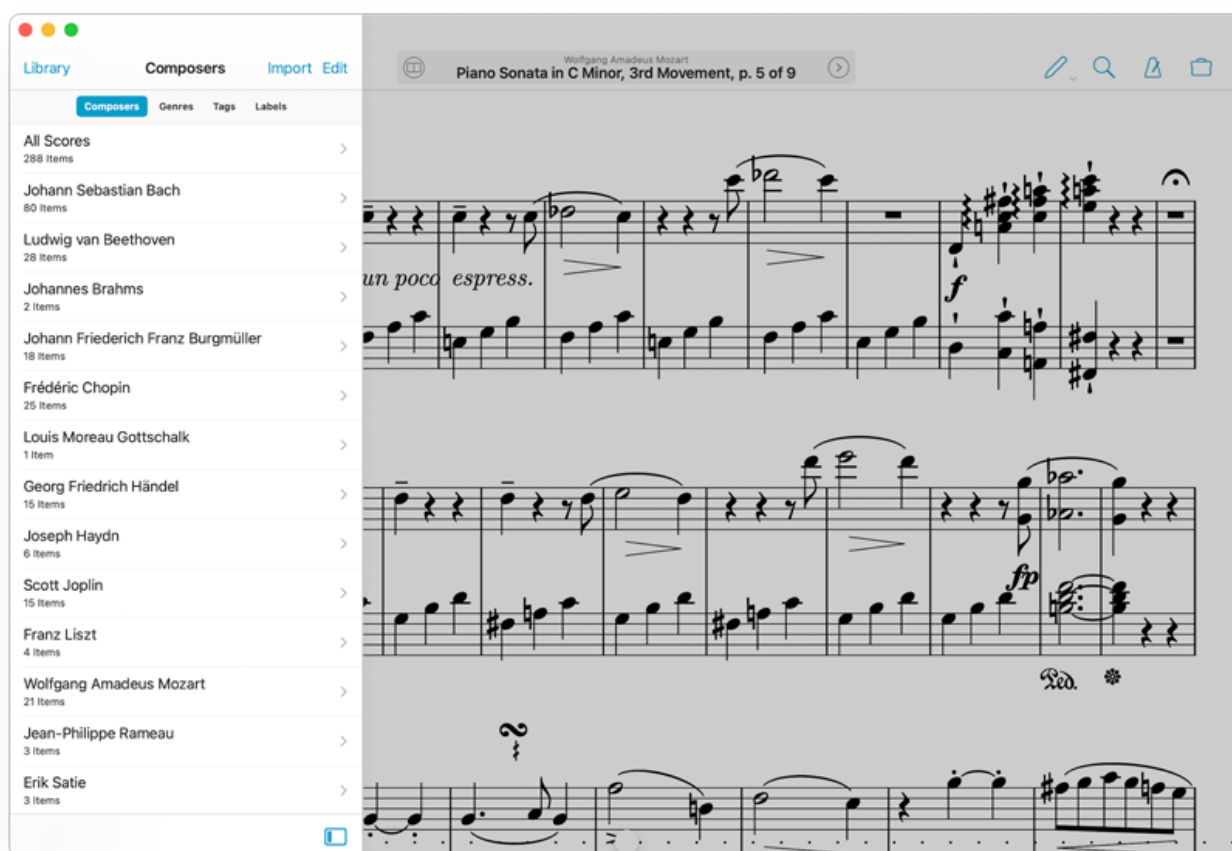 Library Composers Import Edit
Composers Genres Tags Labels
All Scores
288 Items
Johann Sebastian Bach
80 Items
Ludwig van Beethoven
28 Items
Johannes Brahms
2 Items
Johann Friederich Franz Burgmüller
18 Items
Frédéric Chopin
25 Items
Louis Moreau Gottschalk
1 Item
Georg Friedrich Händel
15 Items
Joseph Haydn
6 Items
Scott Joplin
15 Items
Franz Liszt
4 Items
Wolfgang Amadeus Mozart
21 Items
Jean-Philippe Rameau
3 Items
Erik Satie
3 Items
Wolfgang Amadeus Mozart
Piano Sonata in C Minor, 3rd Movement, p. 5 of 9
un poco espress.
f
fp
Ped.